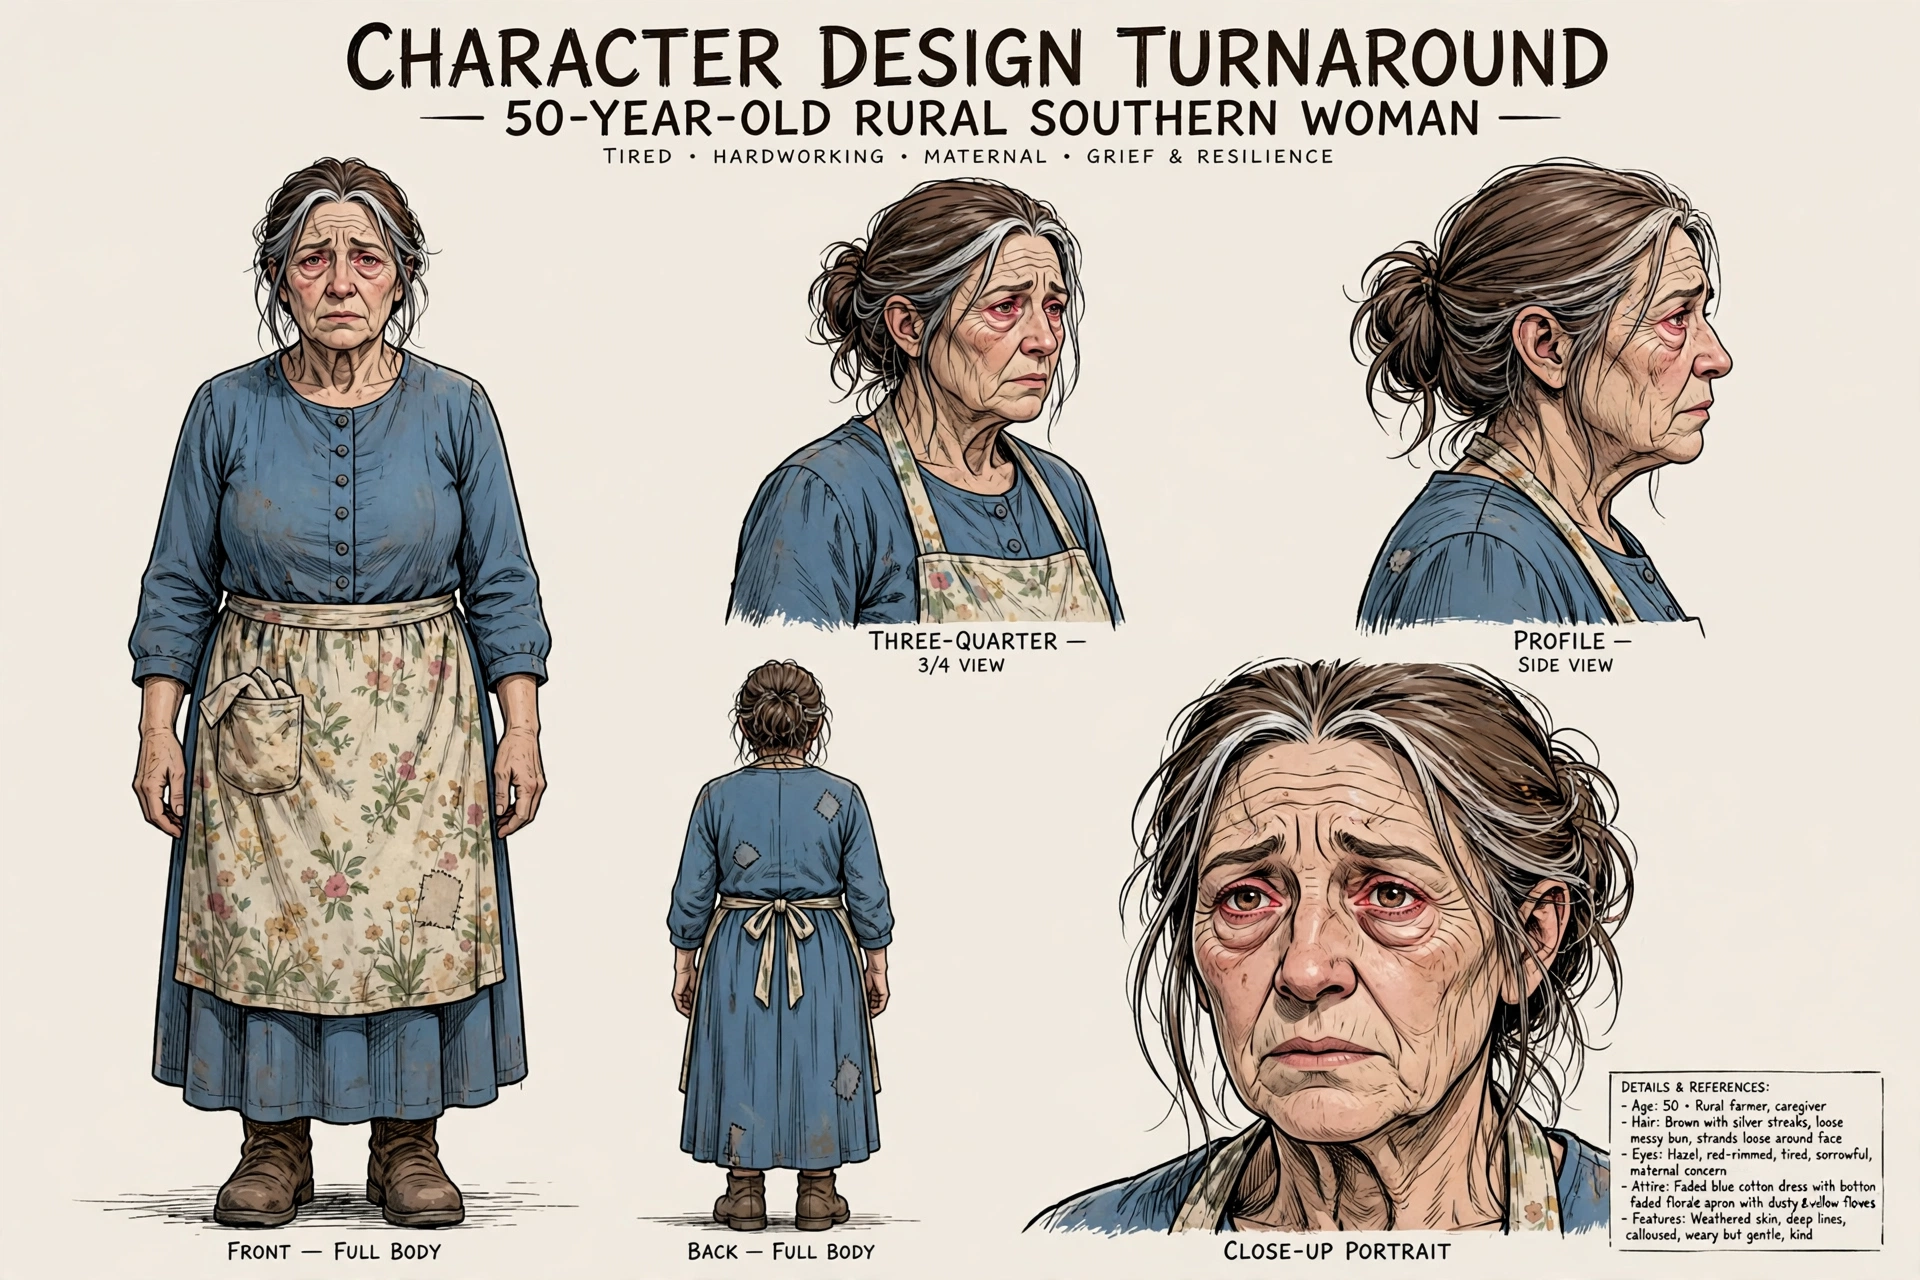 CHARACTER DESIGN TURNAROUND
— 50-YEAR-OLD RURAL SOUTHERN WOMAN —
TIRED • HARDWORKING • MATERNAL • GRIEF & RESILIENCE
THREE-QUARTER —
3/4 VIEW
PROFILE —
SIDE VIEW
FRONT — FULL BODY
BACK — FULL BODY
CLOSE-UP PORTRAIT
DETAILS & REFERENCES:
- Age: 50 • Rural farmer, caregiver
- Hair: Brown with silver streaks, loose
messy bun, strands loose around face
- Eyes: Hazel, red-rimmed, tired, sorrowful,
maternal concern
- Attire: Faded blue cotton dress with botton
faded florale apron with dusty & vellow floves
- Features: Weathered skin, deep lines,
calloused, weary but gentle, kind